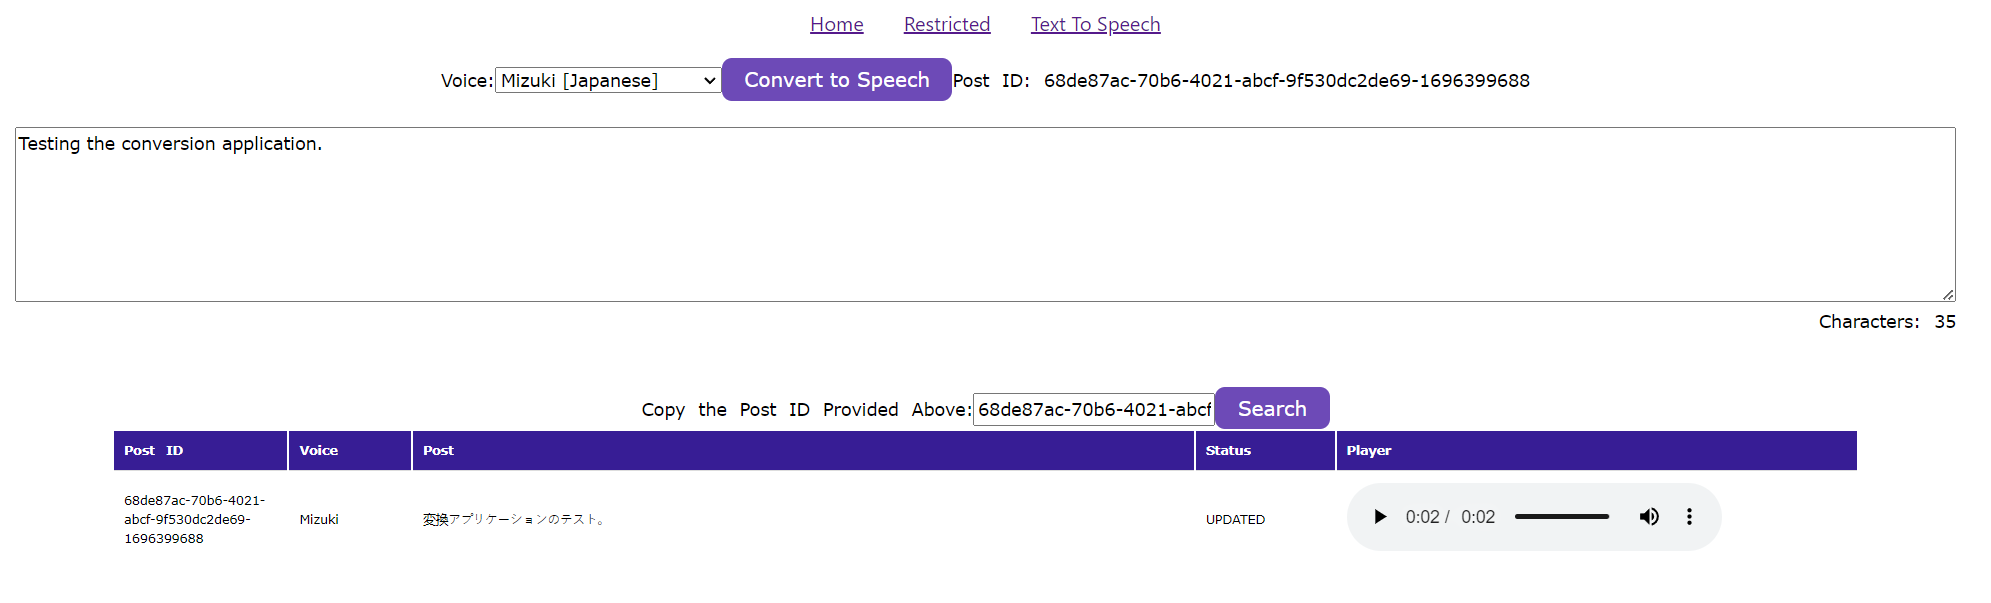 Home Restricted Text To Speech
Voice: Mizuki [Japanese] Convert to Speech Post ID: 68de87ac-70b6-4021-abcf-9f530dc2de69-1696399688
Testing the conversion application.
Characters: 35
Copy the Post ID Provided Above: 68de87ac-70b6-4021-abcf Search
Post ID Voice Post Status Player
68de87ac-70b6-4021-
abcf-9f530dc2de69-
1696399688
Mizuki
変換アプリケーションのテスト。
UPDATED
0:02 / 0:02